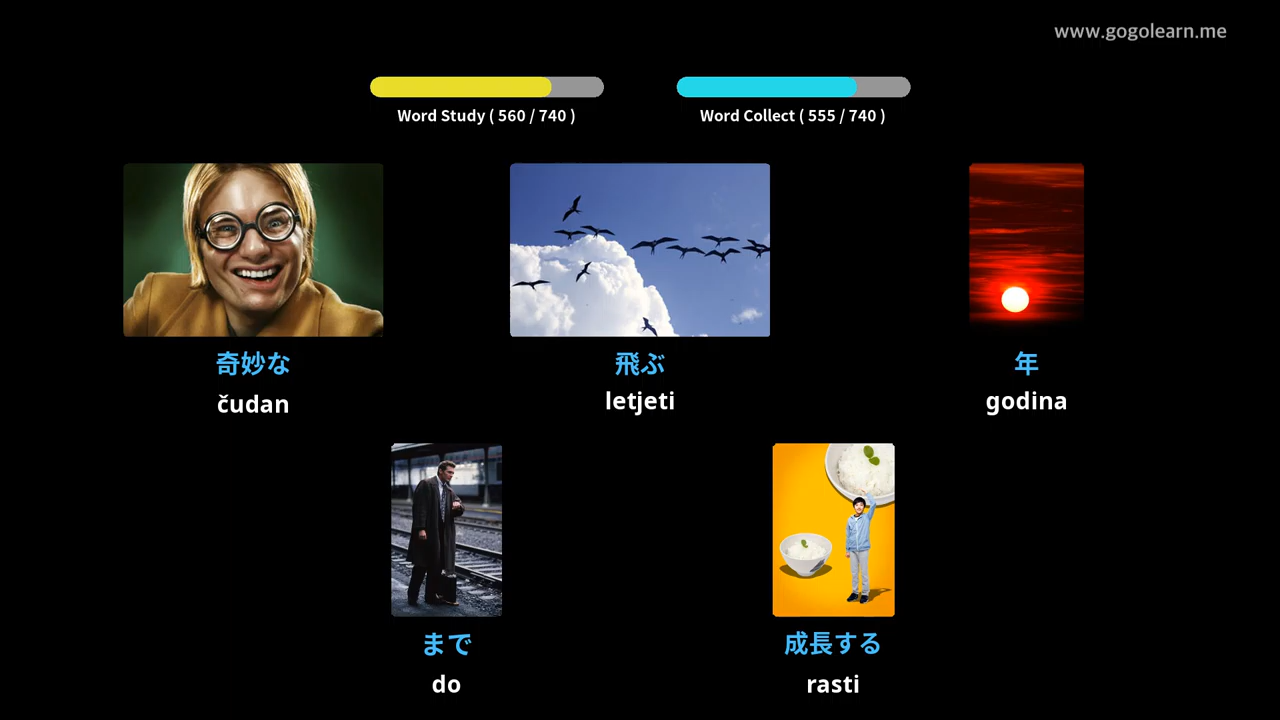 www.gogolearn.me
Word Study ( 560 / 740 )
Word Collect ( 555 / 740 )
奇妙な
飛ぶ
年
čudan
letjeti
godina
まで
成長する
do
rasti